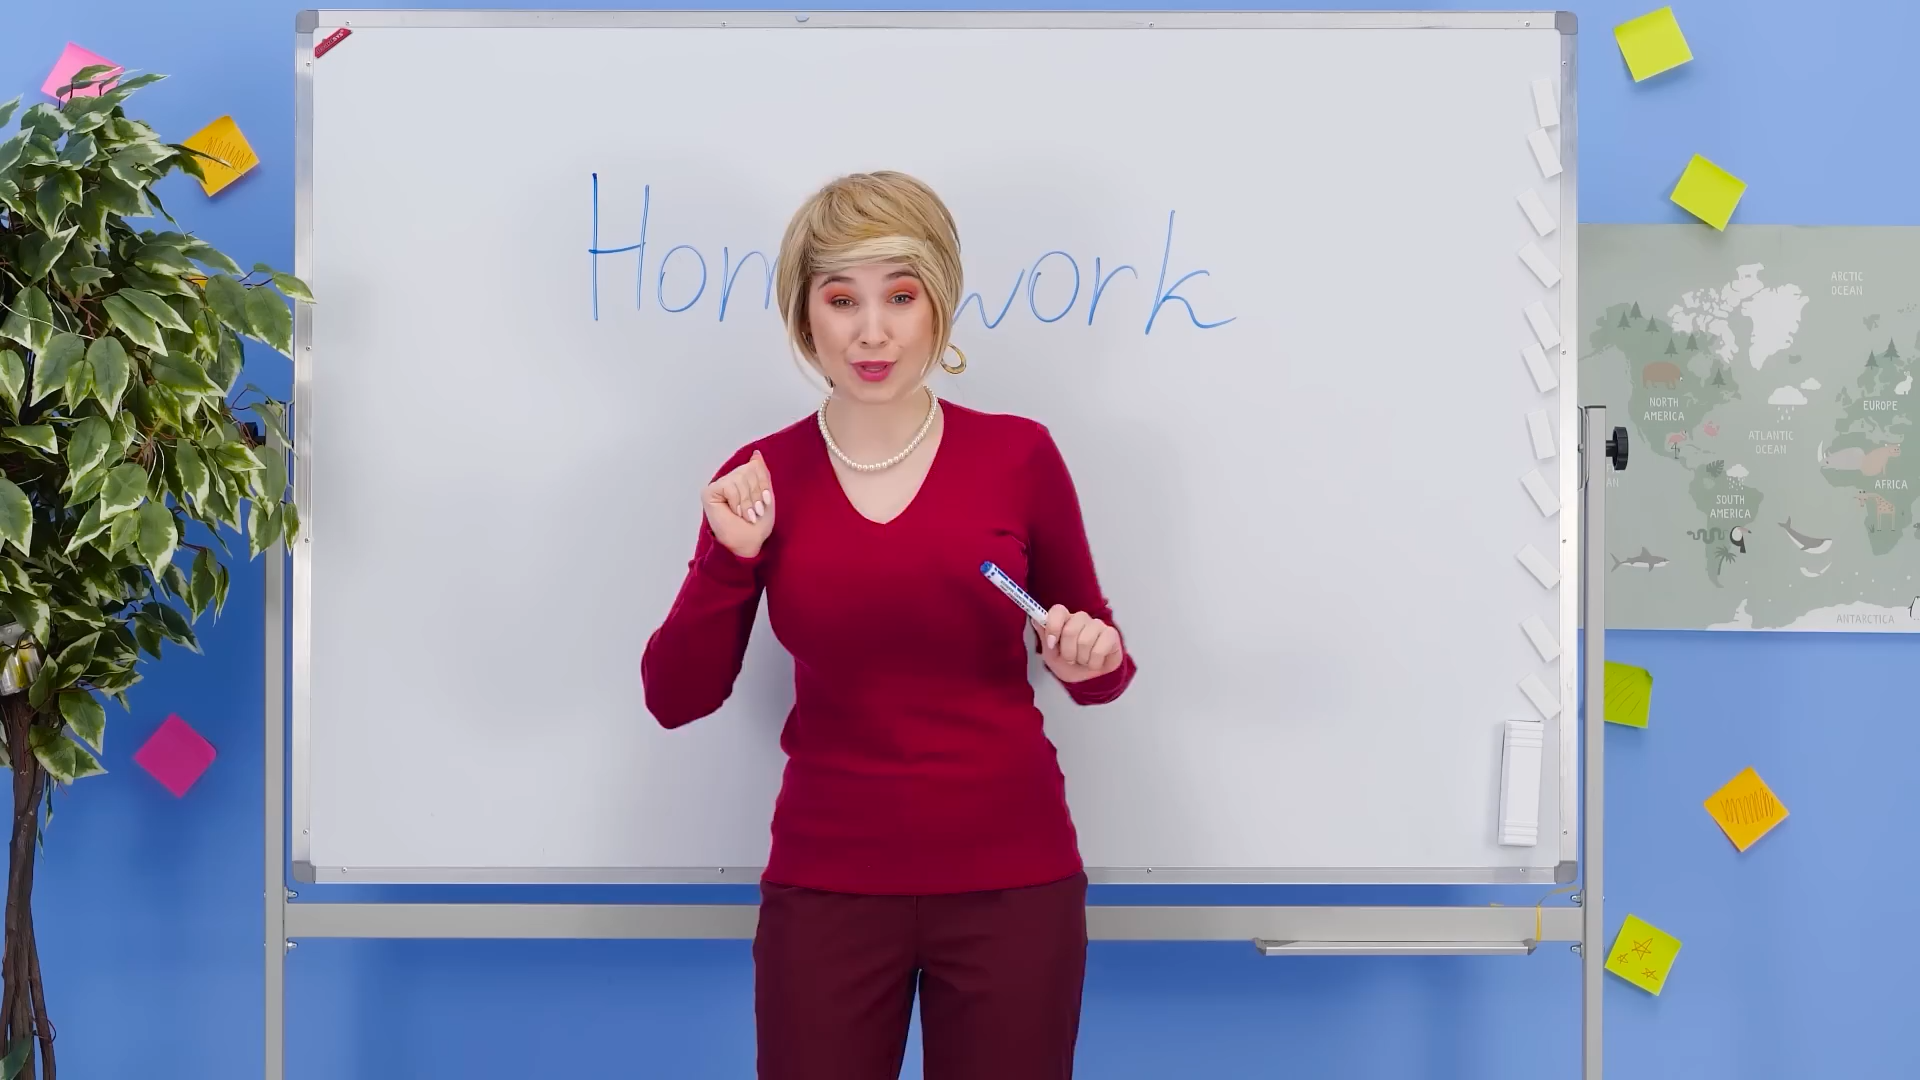 Hom work
ARCTIC
OCEAN
NORTH
AMERICA
EUROPE
ATLANTIC
OCEAN
AFRICA
SOUTH
AMERICA
ANTARCTICA